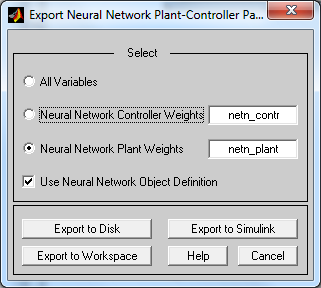 Export Neural Network Plant-Controller Pa...
Select
All Variables
Neural Network Controller Weights netn_contr
Neural Network Plant Weights netn_plant
Use Neural Network Object Definition
Export to Disk Export to Simulink
Export to Workspace Help Cancel